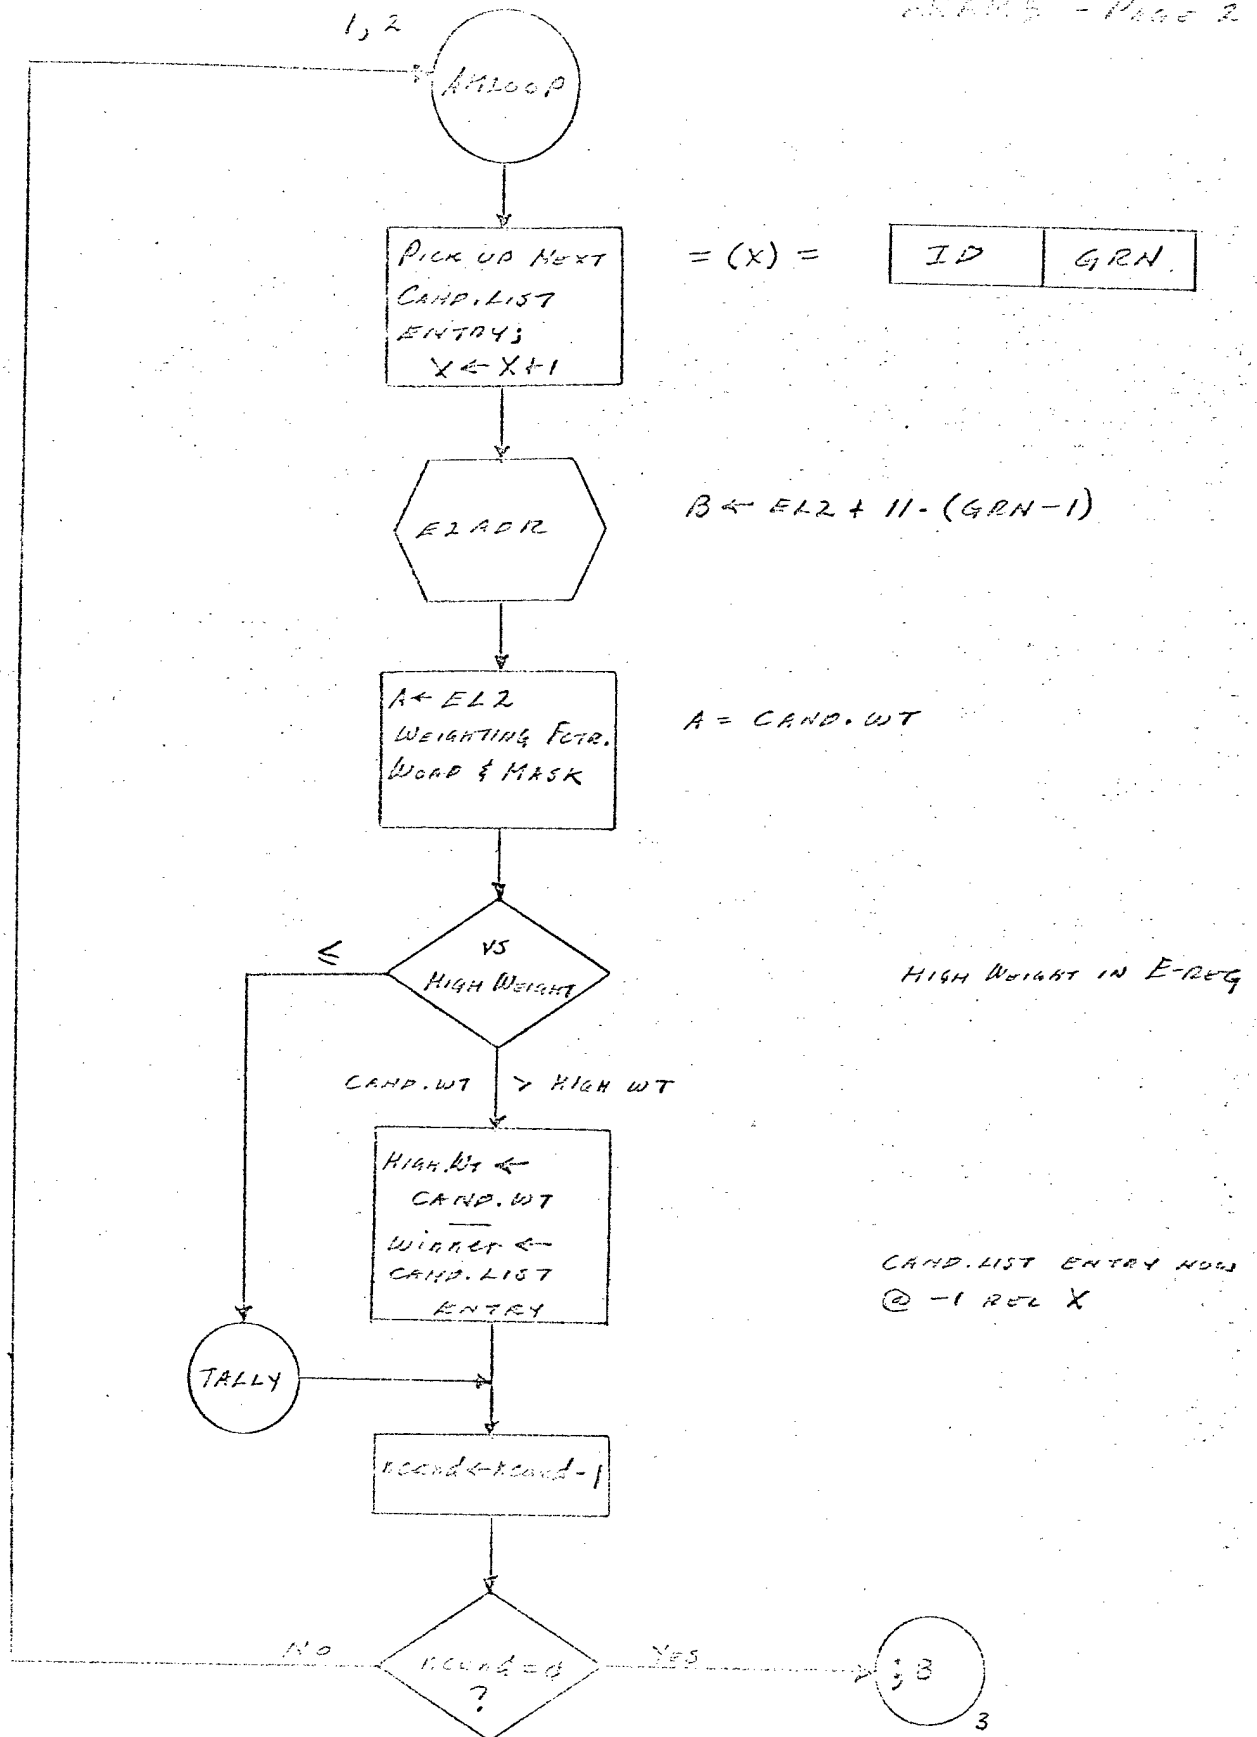 - PAGE 2
1, 2
AMLOOP
PICK UP NEXT
CAND. LIST
ENTRY;
X ← X+1
= (X) =
ID
GRN
E2ADR
B ← EL2 + 11·(GRN-1)
A ← EL2
WEIGHTING FCTR.
WORD & MASK
A = CAND.WT
VS
HIGH WEIGHT
≤
HIGH WEIGHT IN E-REG
CAND.WT > HIGH WT
HIGH.WT ←
CAND.WT
Winner ←
CAND.LIST
ENTRY
CAND.LIST ENTRY NOW
@ -1 REL X
TALLY
ncand←ncand-1
NO
ncand=0
?
YES
;B
3